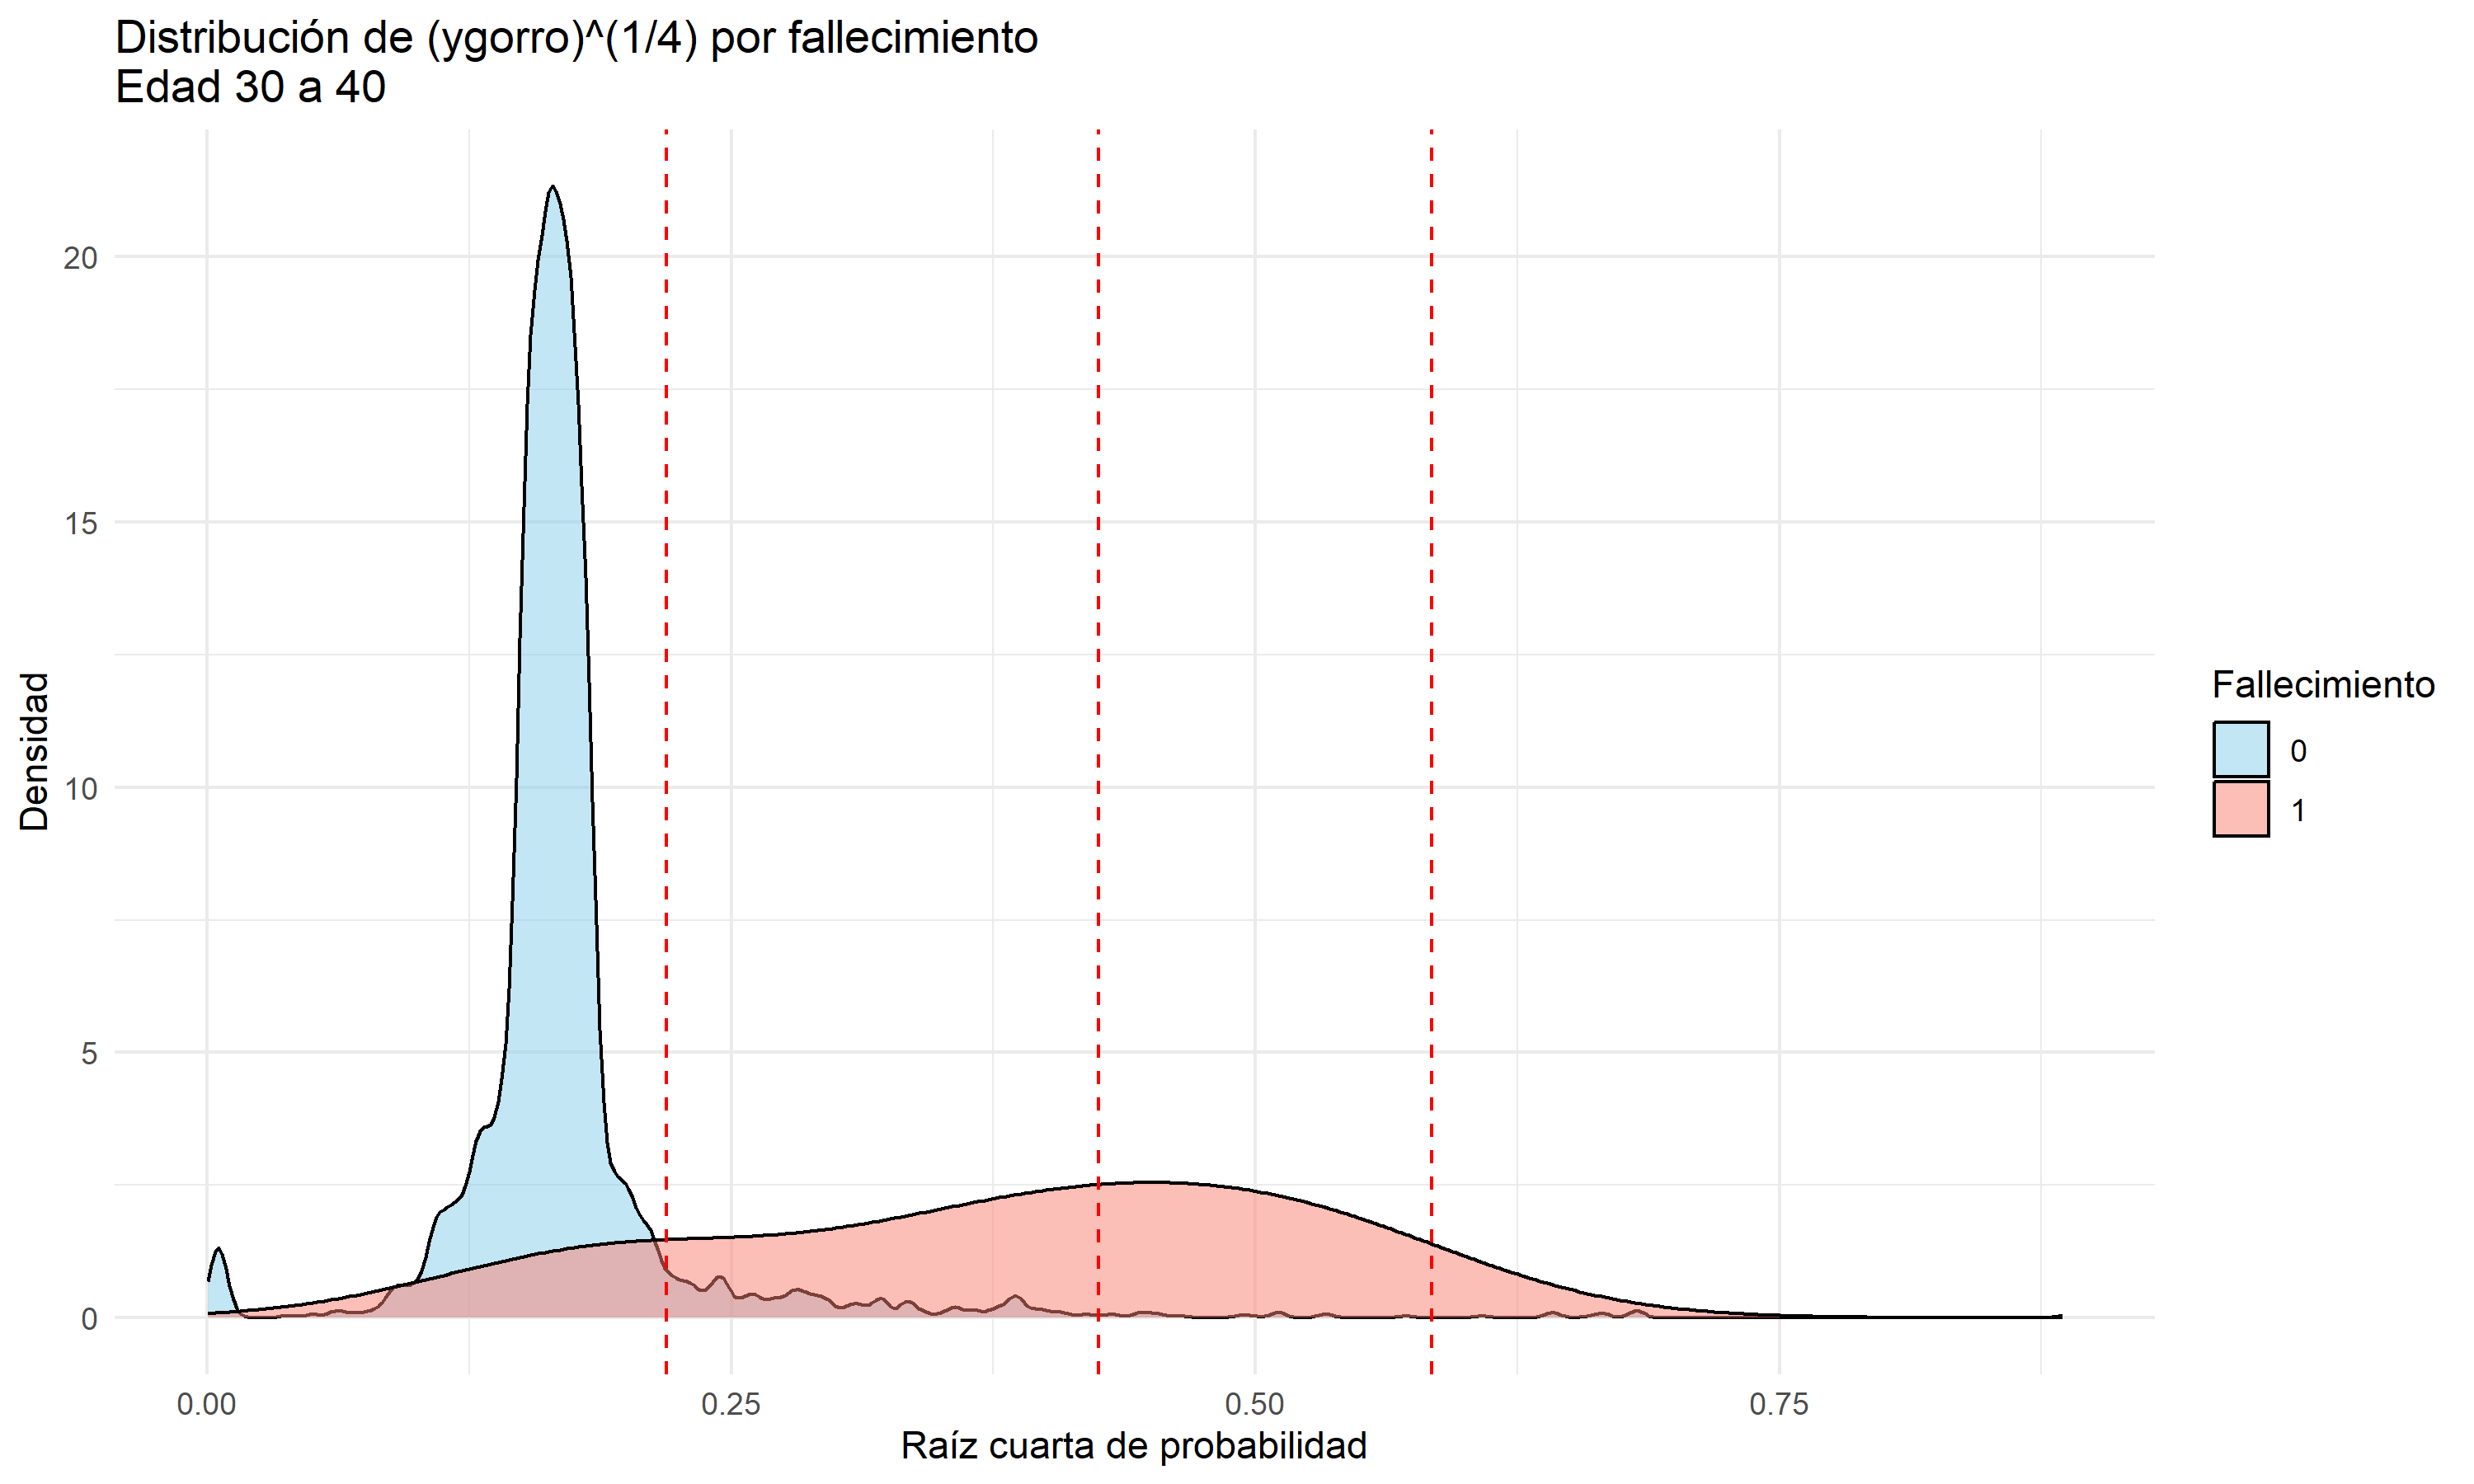 Distribución de (ygorro)^(1/4) por fallecimiento
Edad 30 a 40
Densidad
20
15
10
5
0
0.00
0.25
0.50
0.75
Raíz cuarta de probabilidad
Fallecimiento
0
1